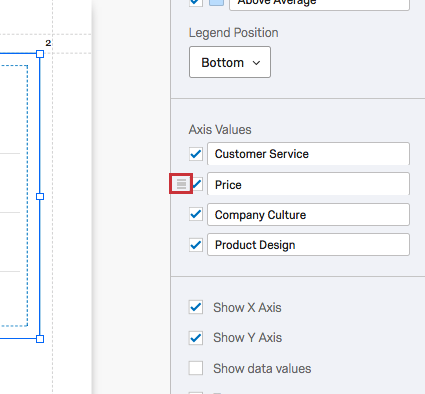 Above Average
2
Legend Position
Bottom
Axis Values
Customer Service
Price
Company Culture
Product Design
Show X Axis
Show Y Axis
Show data values